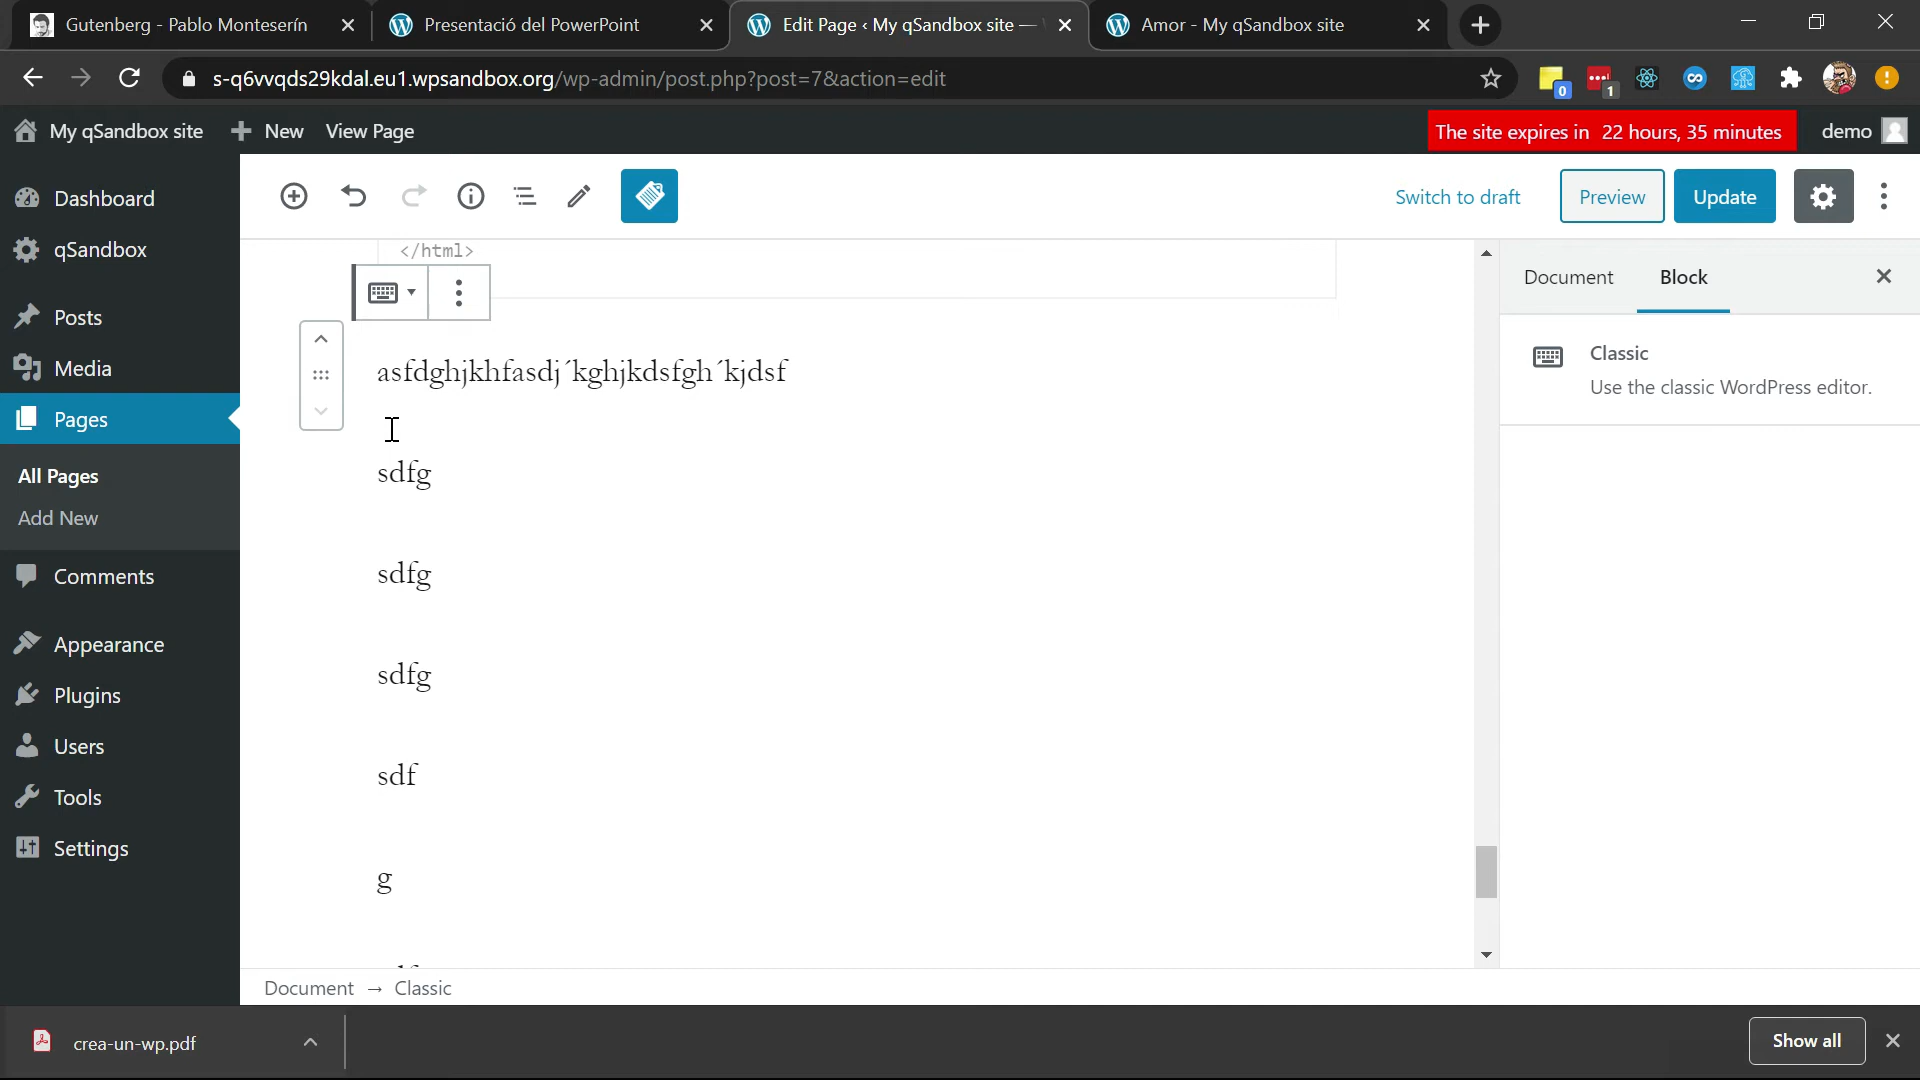 Gutenberg - Pablo Monteserín
Presentació del PowerPoint
Edit Page ‹ My qSandbox site —
Amor - My qSandbox site
s-q6vvqds29kdal.eu1.wpsandbox.org/wp-admin/post.php?post=7&action=edit
0
1
My qSandbox site
New
View Page
The site expires in 22 hours, 35 minutes
demo
Dashboard
qSandbox
Posts
Media
Pages
All Pages
Add New
Comments
Appearance
Plugins
Users
Tools
Settings
Switch to draft
Preview
Update
</html>
asfdghjkhfasdj´kghjkdsfgh´kjdsf
sdfg
sdfg
sdfg
sdf
g
Document
Block
Classic
Use the classic WordPress editor.
Document → Classic
crea-un-wp.pdf
Show all